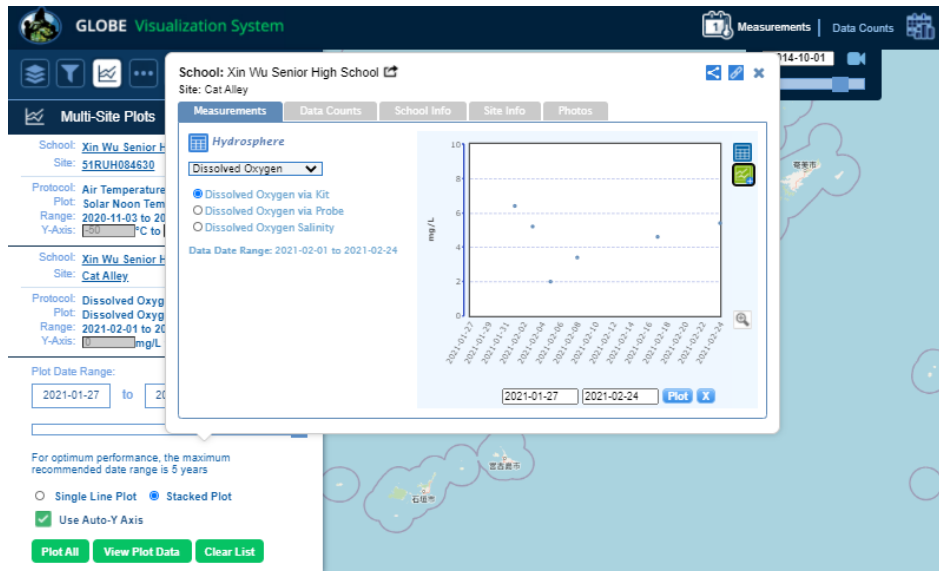 GLOBE Visualization System
Measurements | Data Counts
014-10-01
Multi-Site Plots
School: Xin Wu Senior H
Site: 51RUH084630
Protocol: Air Temperature
Plot: Solar Noon Tem
Range: 2020-11-03 to 20
Y-Axis: -50 °C to
School: Xin Wu Senior H
Site: Cat Alley
Protocol: Dissolved Oxyg
Plot: Dissolved Oxyg
Range: 2021-02-01 to 20
Y-Axis: 0 mg/L
Plot Date Range:
2021-01-27 to 20
For optimum performance, the maximum
recommended date range is 5 years
Single Line Plot Stacked Plot
Use Auto-Y Axis
Plot All View Plot Data Clear List
School: Xin Wu Senior High School
Site: Cat Alley
Measurements Data Counts School Info Site Info Photos
Hydrosphere
Dissolved Oxygen
Dissolved Oxygen via Kit
Dissolved Oxygen via Probe
Dissolved Oxygen Salinity
Data Date Range: 2021-02-01 to 2021-02-24
mg/L
10
8
6
4
2
0
2021-01-27
2021-01-29
2021-01-31
2021-02-02
2021-02-04
2021-02-06
2021-02-08
2021-02-10
2021-02-12
2021-02-14
2021-02-16
2021-02-18
2021-02-20
2021-02-22
2021-02-24
2021-01-27 2021-02-24 Plot X
奄美市
宮古島市
石垣市